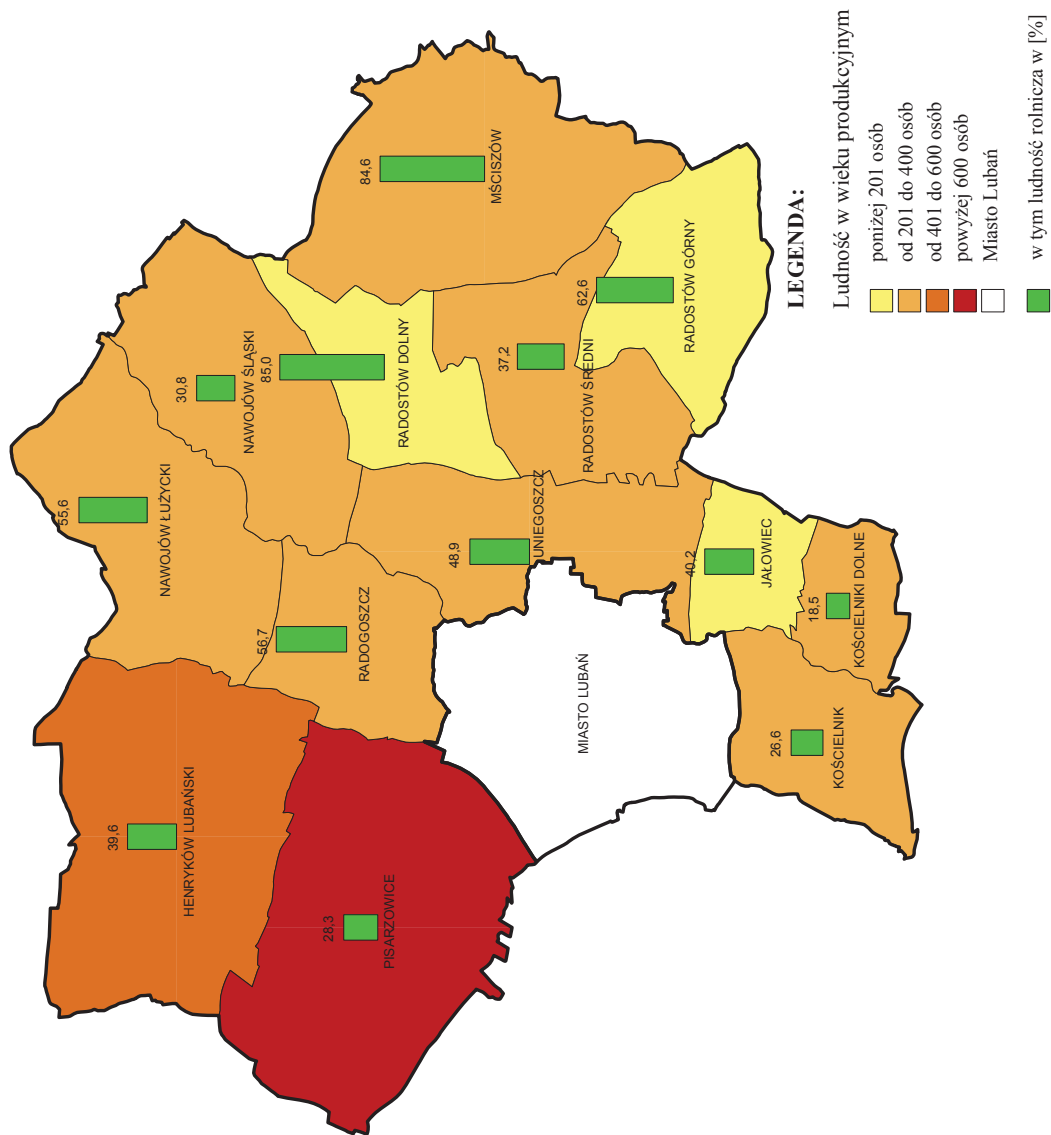 HENRYKÓW LUBAŃSKI
39,6
PISARZOWICE
28,3
NAWOJÓW ŁUŻYCKI
55,6
RADOGOSZCZ
56,7
NAWOJÓW ŚLĄSKI
30,8
RADOSTÓW DOLNY
85,0
UNIEGOSZCZ
48,9
MŚCISZÓW
84,6
RADOSTÓW ŚREDNI
37,2
RADOSTÓW GÓRNY
62,6
MIASTO LUBAŃ
JAŁOWIEC
40,2
KOŚCIELNIKI DOLNE
18,5
KOŚCIELNIK
26,6
LEGENDA:
Ludność w wieku produkcyjnym
poniżej 201 osób
od 201 do 400 osób
od 401 do 600 osób
powyżej 600 osób
Miasto Lubań
w tym ludność rolnicza w [%]